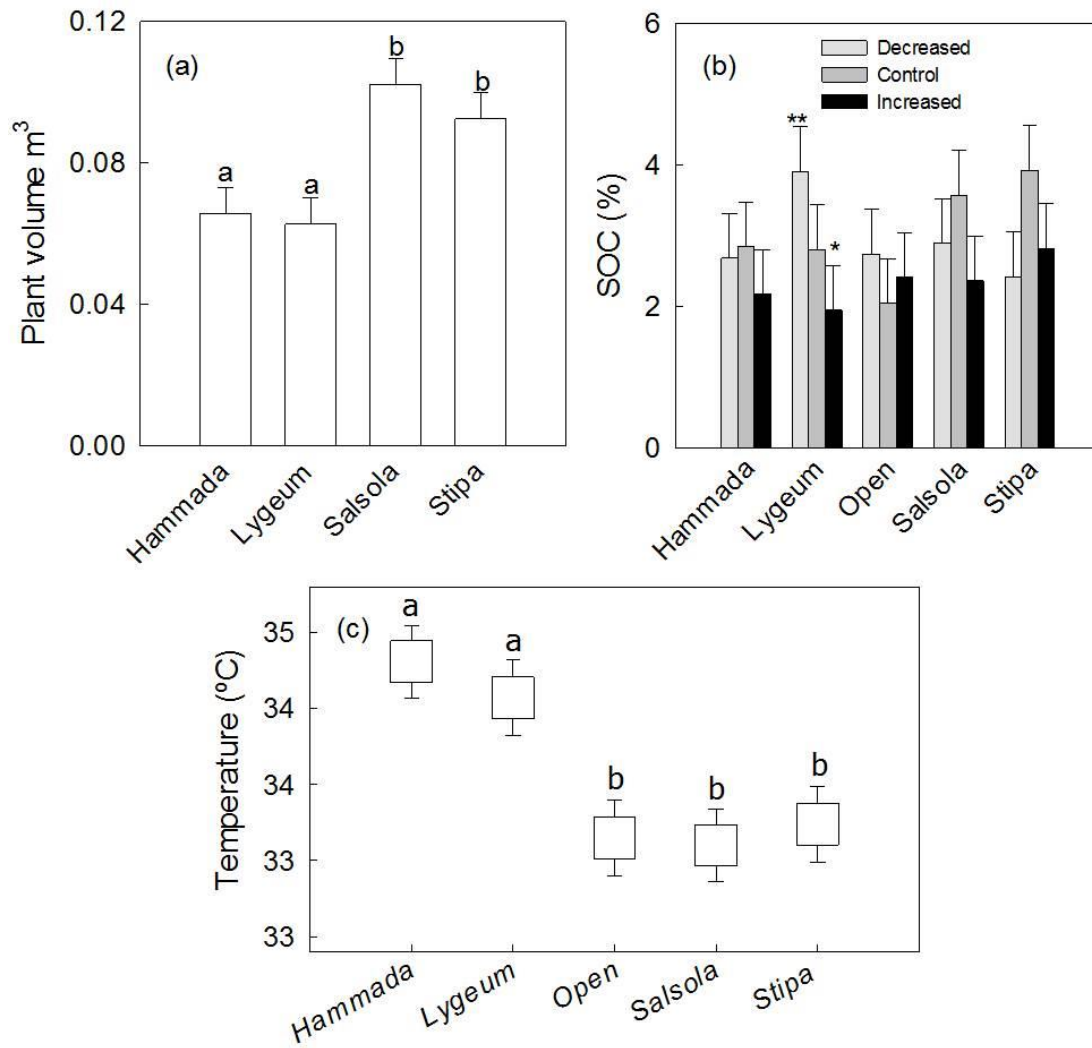 (a)
Plant volume m³
0.12
0.08
0.04
0.00
a
a
b
b
Hammada
Lygeum
Salsola
Stipa
(b)
SOC (%)
6
4
2
0
Decreased
Control
Increased
**
*
Hammada
Lygeum
Open
Salsola
Stipa
(c)
Temperature (ºC)
35
34
34
33
33
a
a
b
b
b
Hammada
Lygeum
Open
Salsola
Stipa